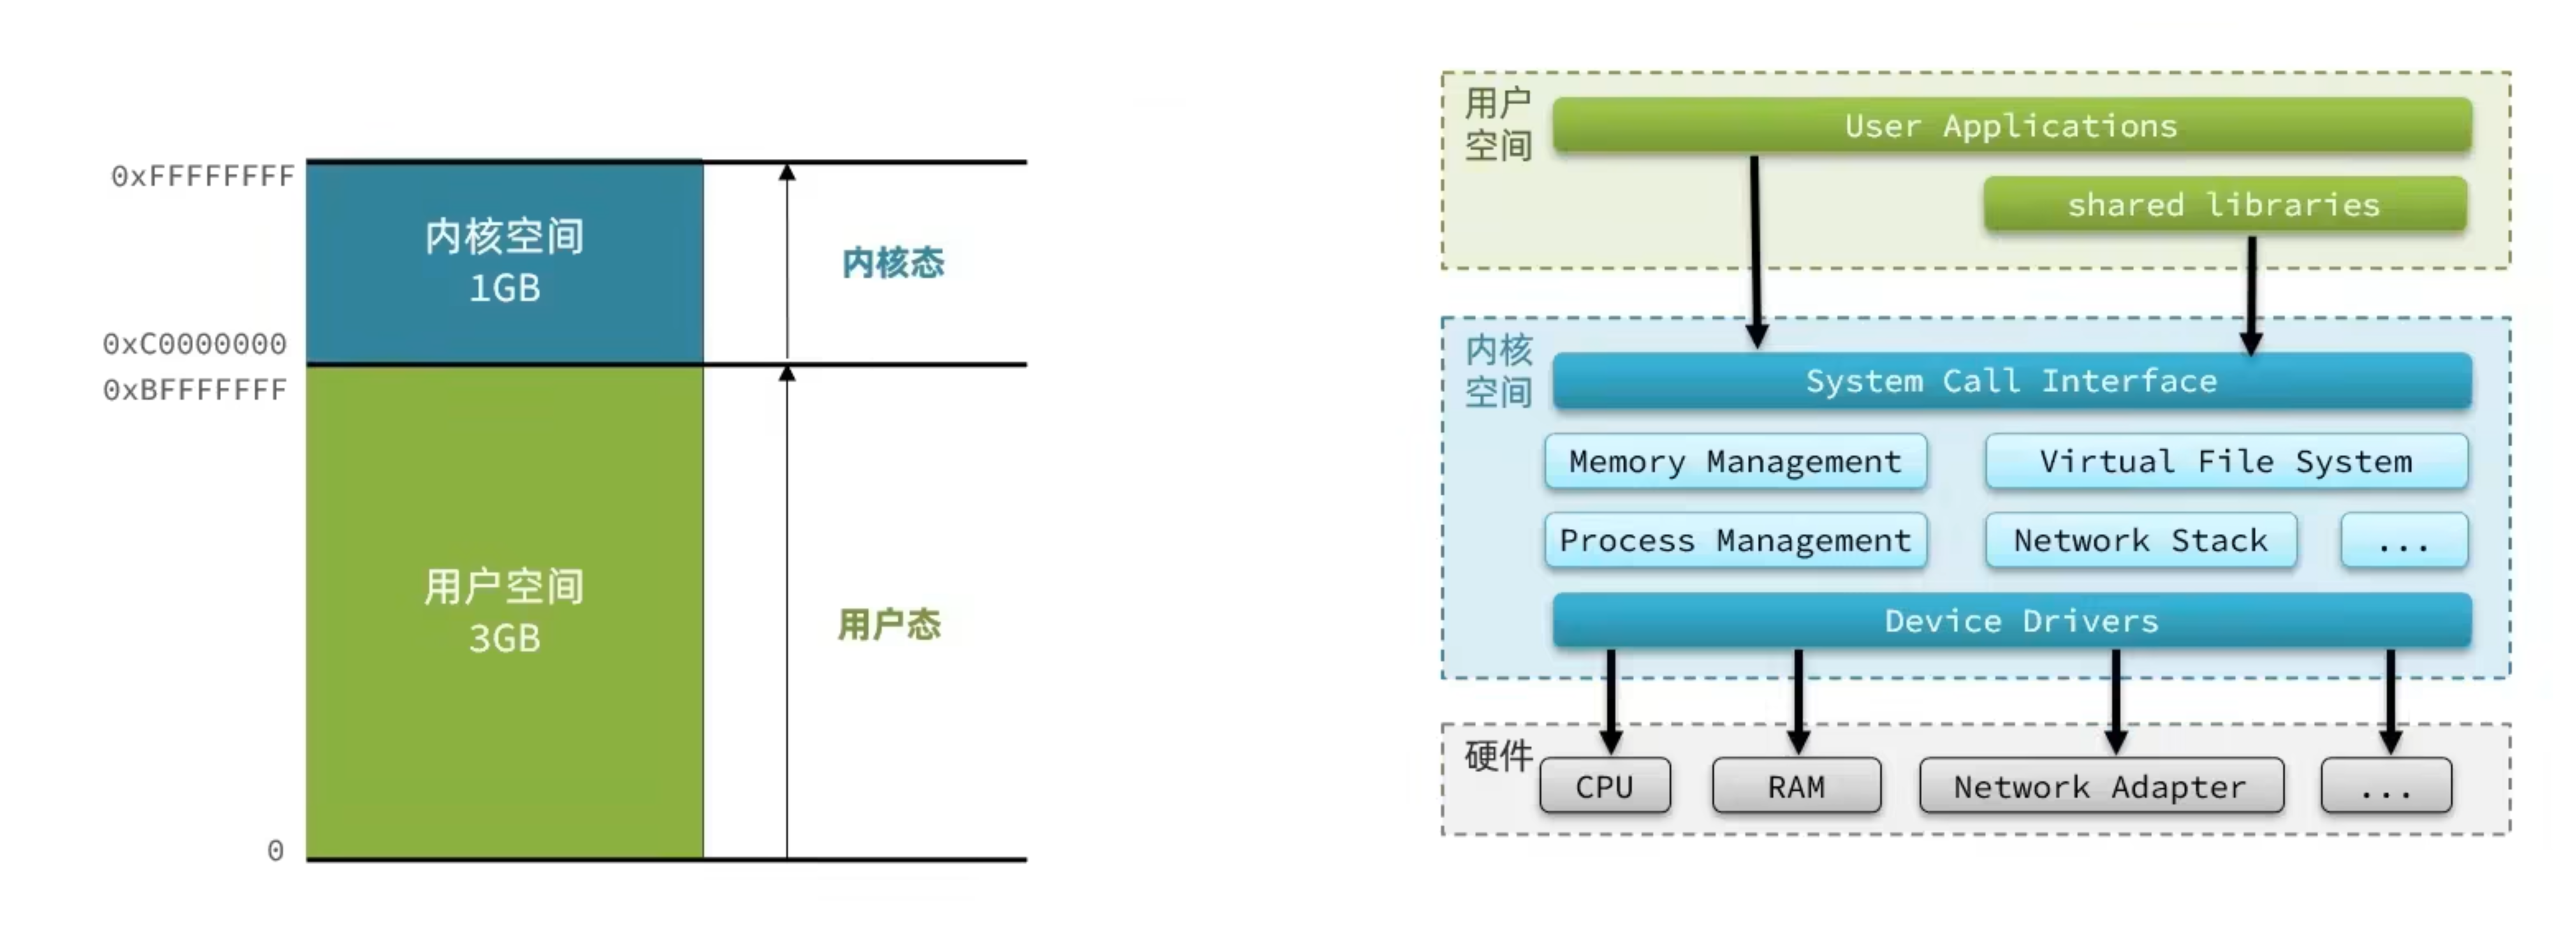 0xFFFFFFFF
内核空间
1GB
内核态
0xC0000000
0xBFFFFFFF
用户空间
3GB
用户态
0
用户
空间
User Applications
shared libraries
内核
空间
System Call Interface
Memory Management
Virtual File System
Process Management
Network Stack
...
Device Drivers
硬件
CPU
RAM
Network Adapter
...